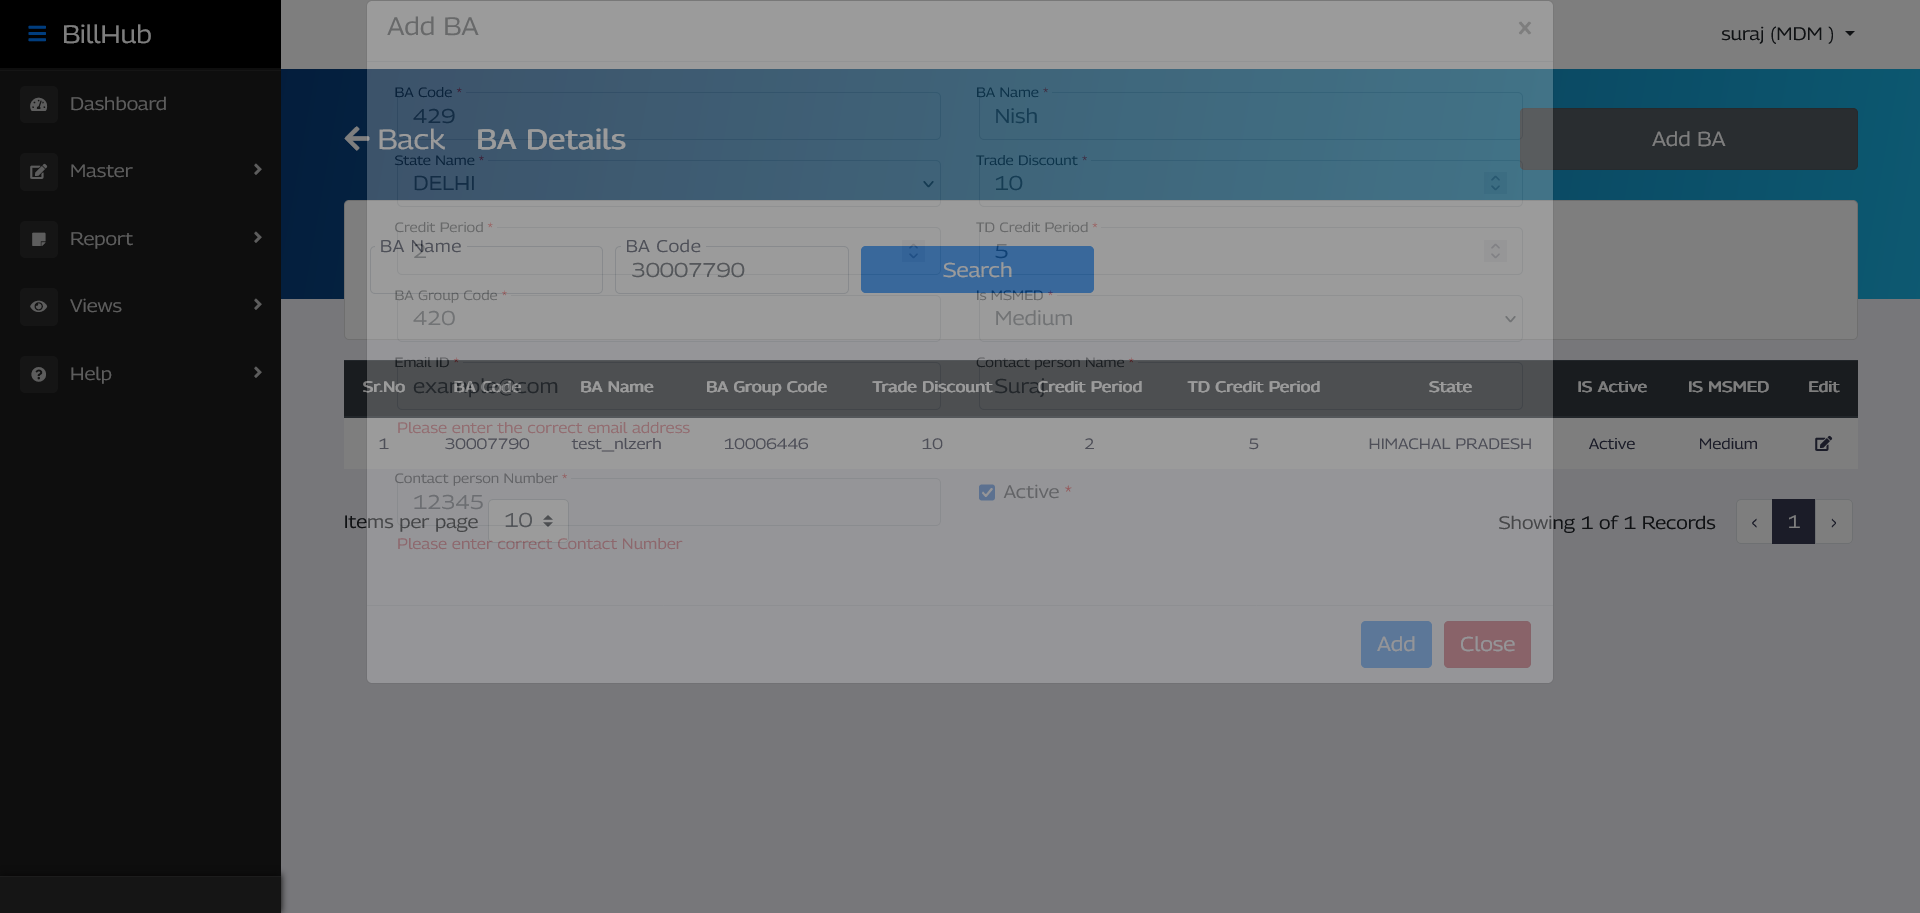 BillHub
suraj (MDM )
Dashboard
Master
Report
Views
Help
Add BA
×
BA Code *
429
BA Name *
Nish
Back
BA Details
Add BA
State Name *
DELHI
Trade Discount *
10
Credit Period *
2
TD Credit Period *
5
BA Name
BA Code
30007790
Search
BA Group Code *
420
Is MSMED *
Medium
Email ID *
example@com
Contact person Name *
Suraj
Sr.No BA Code BA Name BA Group Code Trade Discount Credit Period TD Credit Period State IS Active IS MSMED Edit
Please enter the correct email address
1 30007790 test_nlzerh 10006446 10 2 5 HIMACHAL PRADESH Active Medium
Contact person Number *
12345
Active *
Items per page 10
Showing 1 of 1 Records ‹ 1 ›
Please enter correct Contact Number
Add
Close